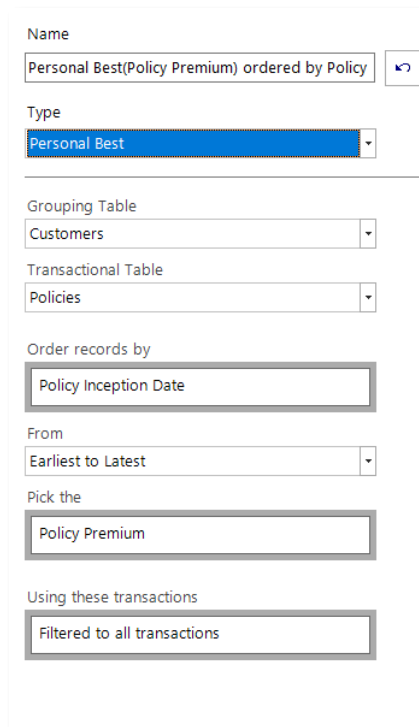 Name
Personal Best(Policy Premium) ordered by Policy
Type
Personal Best
Grouping Table
Customers
Transactional Table
Policies
Order records by
Policy Inception Date
From
Earliest to Latest
Pick the
Policy Premium
Using these transactions
Filtered to all transactions